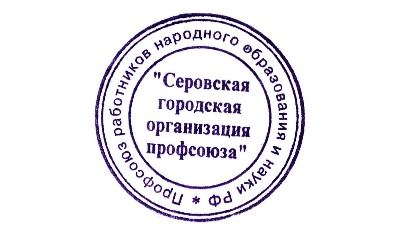 Профсоюз работников народного образования и науки РФ *
"Серовская
городская
организация
профсоюза"